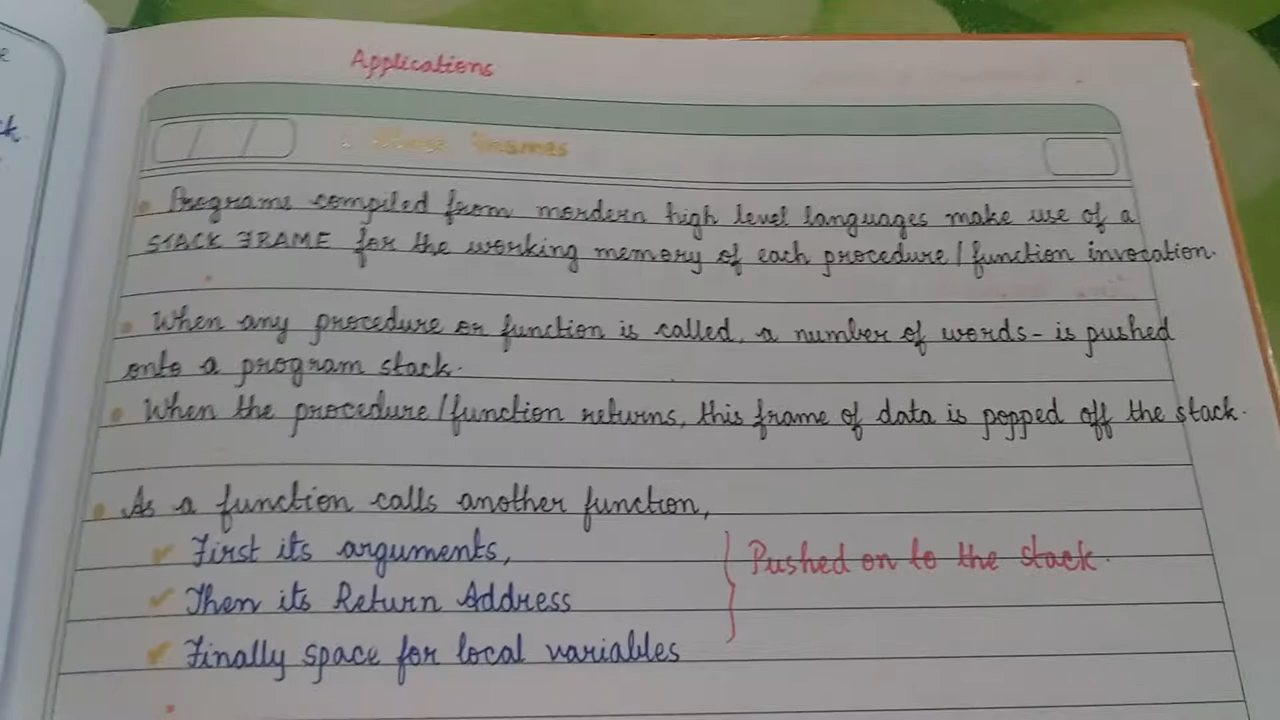 Applications
Frames
• Programs compiled from mordern high level languages make use of a
STACK FRAME for the working memory of each procedure/function invocation.
• When any procedure or function is called, a number of words - is pushed
onto a program stack.
• When the procedure/function returns, this frame of data is popped off the stack.
• As a function calls another function,
✓ First its arguments,
✓ Then its Return Address
✓ Finally space for local variables
} Pushed on to the stack.